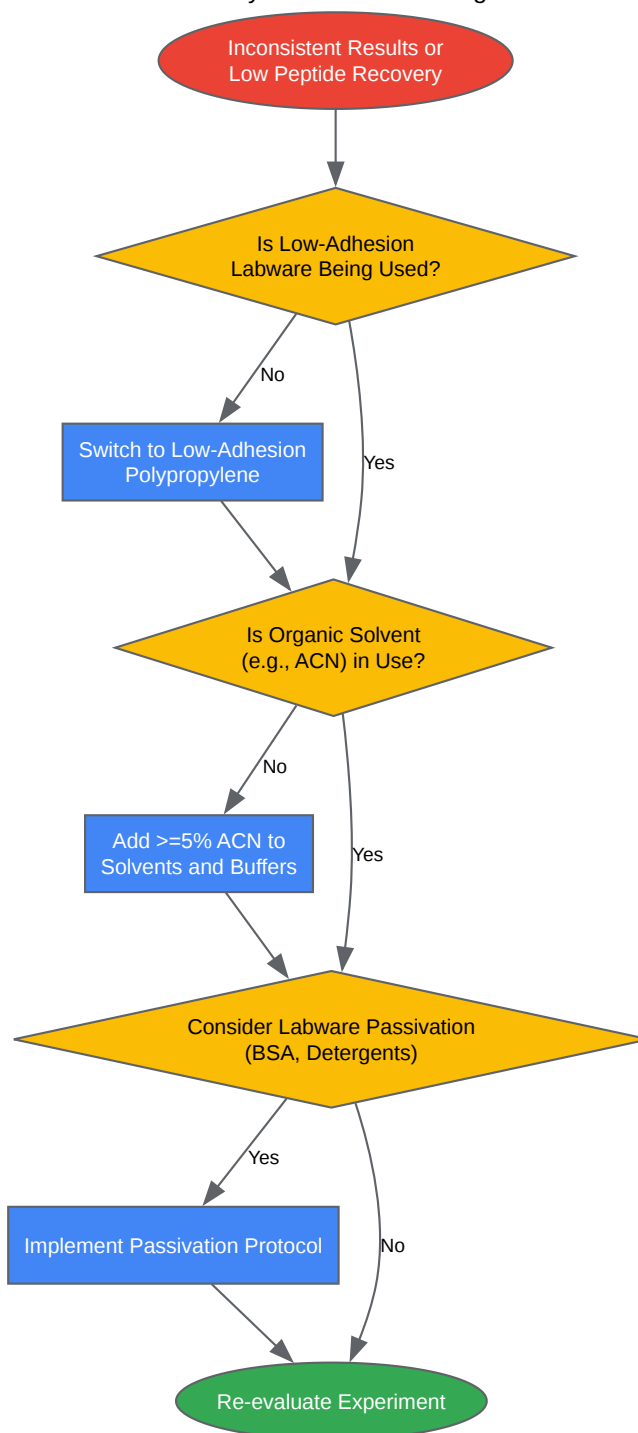 Inconsistent Results or
Low Peptide Recovery
Is Low-Adhesion
Labware Being Used?
No
Switch to Low-Adhesion
Polypropylene
Yes
Is Organic Solvent
(e.g., ACN) in Use?
No
Add >=5% ACN to
Solvents and Buffers
Yes
Consider Labware Passivation
(BSA, Detergents)
Yes
Implement Passivation Protocol
No
Re-evaluate Experiment